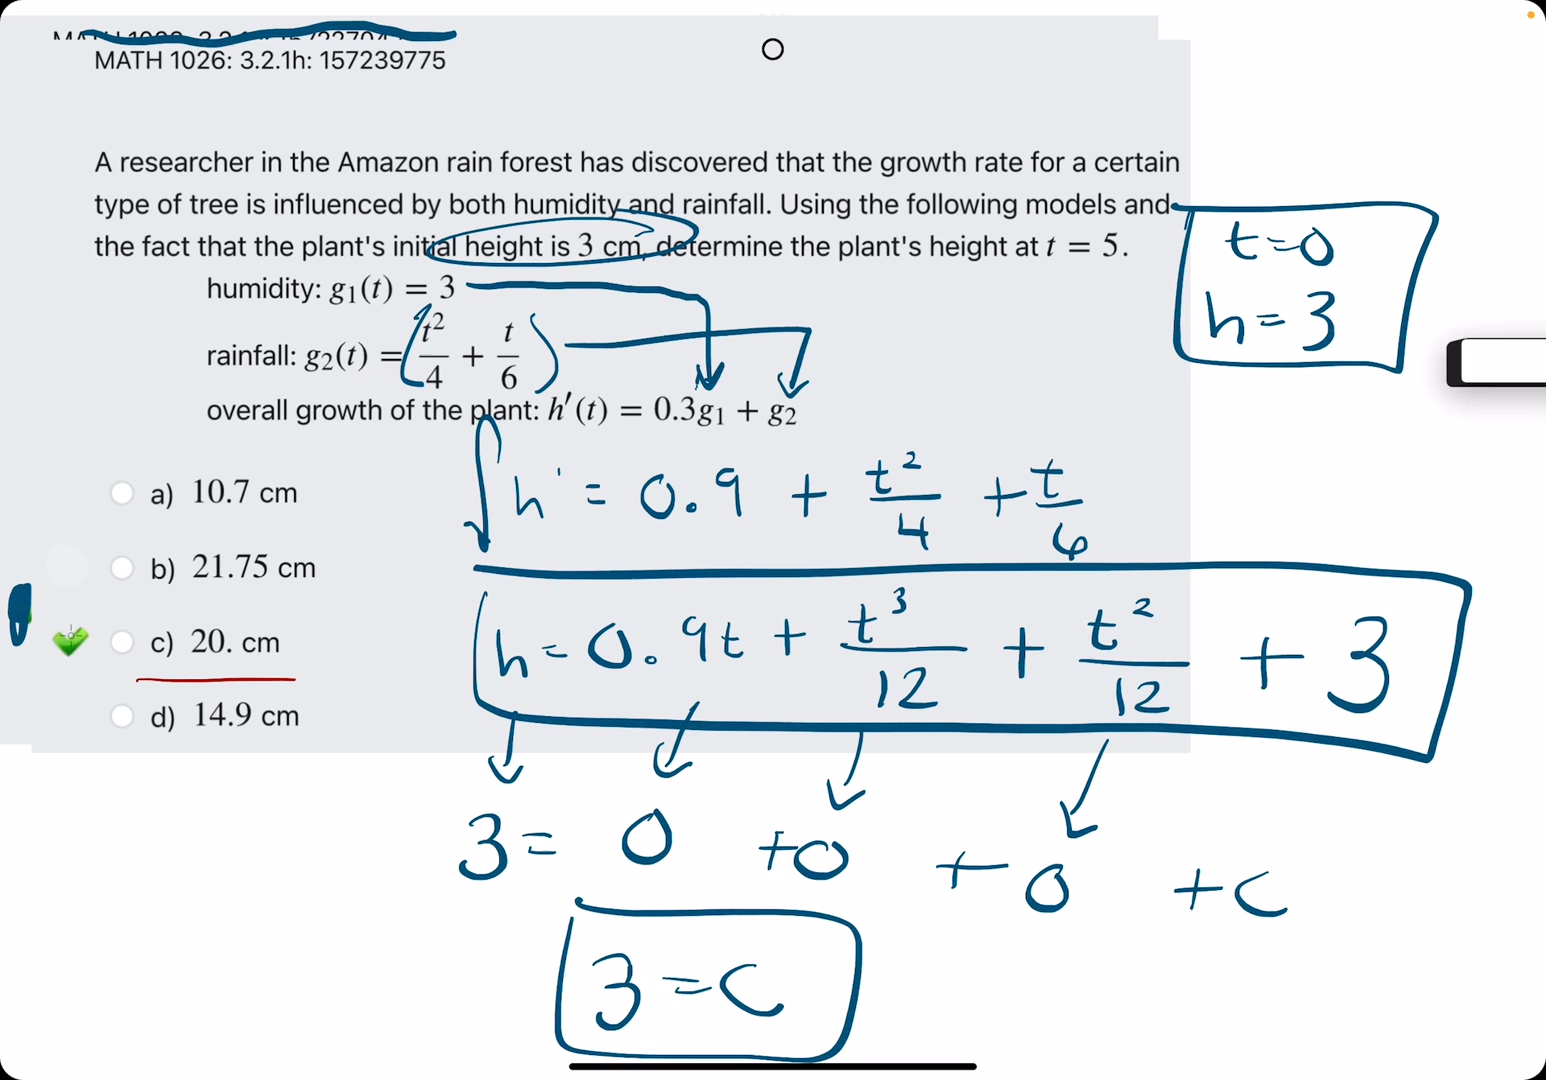 MATH 1026: 3.2.1h: 157239775
A researcher in the Amazon rain forest has discovered that the growth rate for a certain
type of tree is influenced by both humidity and rainfall. Using the following models and
the fact that the plant's initial height is 3 cm, determine the plant's height at t = 5.
t=0
h=3
humidity: g₁(t) = 3
rainfall: g₂(t) = (t²/4 + t/6)
overall growth of the plant: h′(t) = 0.3g₁ + g₂
a) 10.7 cm
b) 21.75 cm
c) 20. cm
d) 14.9 cm
∫h' = 0.9 + t²/4 + t/6
h=0.9t + t³/12 + t²/12 + 3
3= 0 +0 +0 +c
3=c